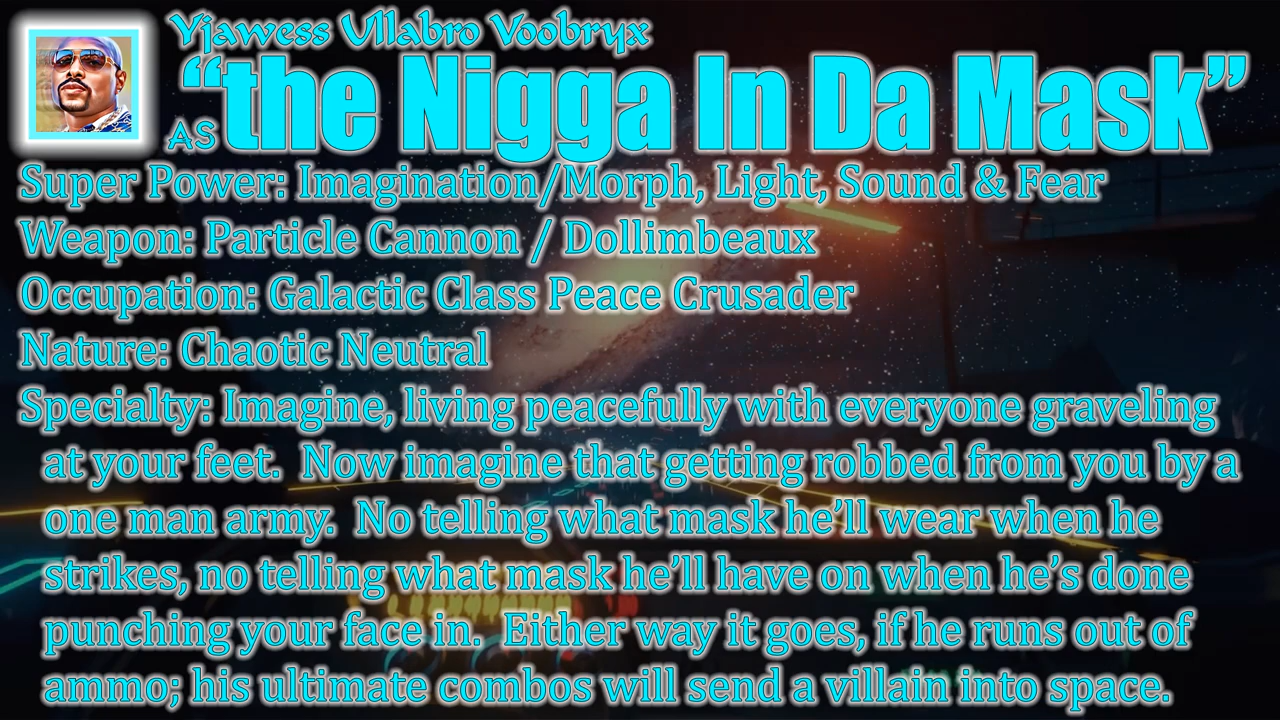 Yjawess Ullabro Voobryx
As “the Nigga In Da Mask”
Super Power: Imagination/Morph, Light, Sound & Fear
Weapon: Particle Cannon / Dollimbeaux
Occupation: Galactic Class Peace Crusader
Nature: Chaotic Neutral
Specialty: Imagine, living peacefully with everyone graveling
at your feet.  Now imagine that getting robbed from you by a
one man army.  No telling what mask he’ll wear when he
strikes, no telling what mask he’ll have on when he’s done
punching your face in.  Either way it goes, if he runs out of
ammo; his ultimate combos will send a villain into space.